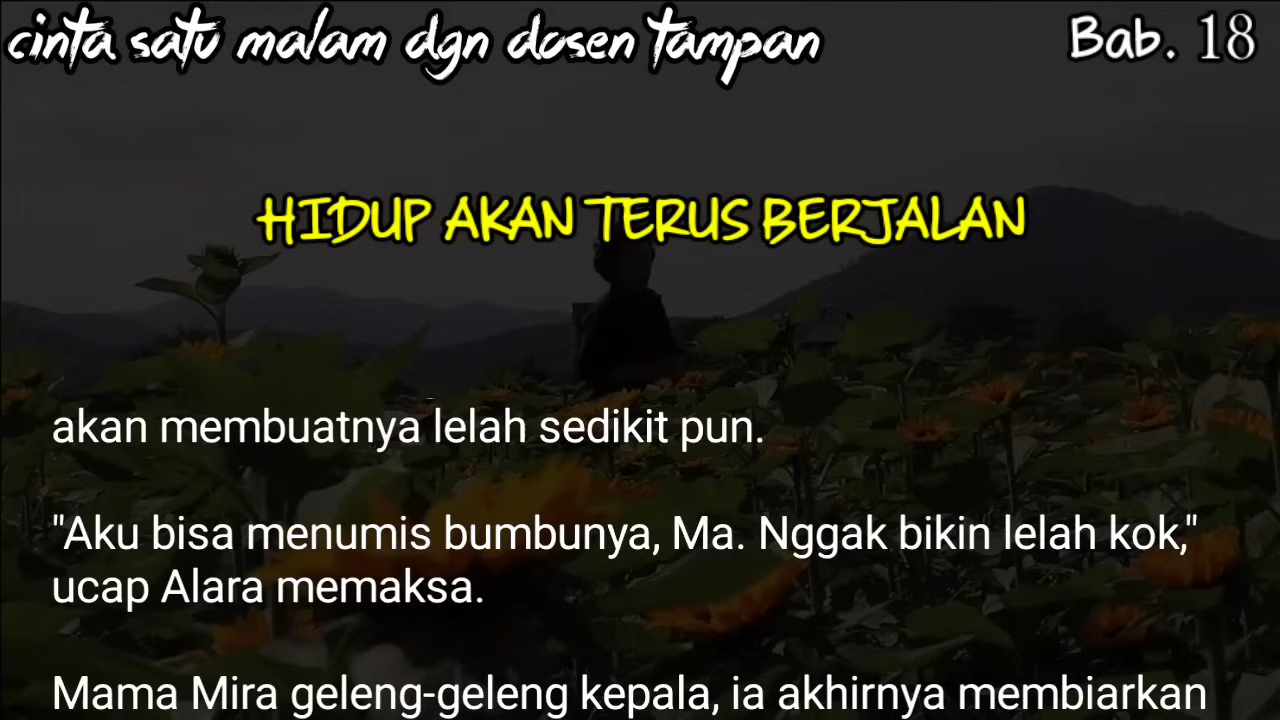 cinta satu malam dgn dosen tampan
Bab. 18
HIDUP AKAN TERUS BERJALAN
akan membuatnya lelah sedikit pun.
"Aku bisa menumis bumbunya, Ma. Nggak bikin lelah kok,"
ucap Alara memaksa.
Mama Mira geleng-geleng kepala, ia akhirnya membiarkan